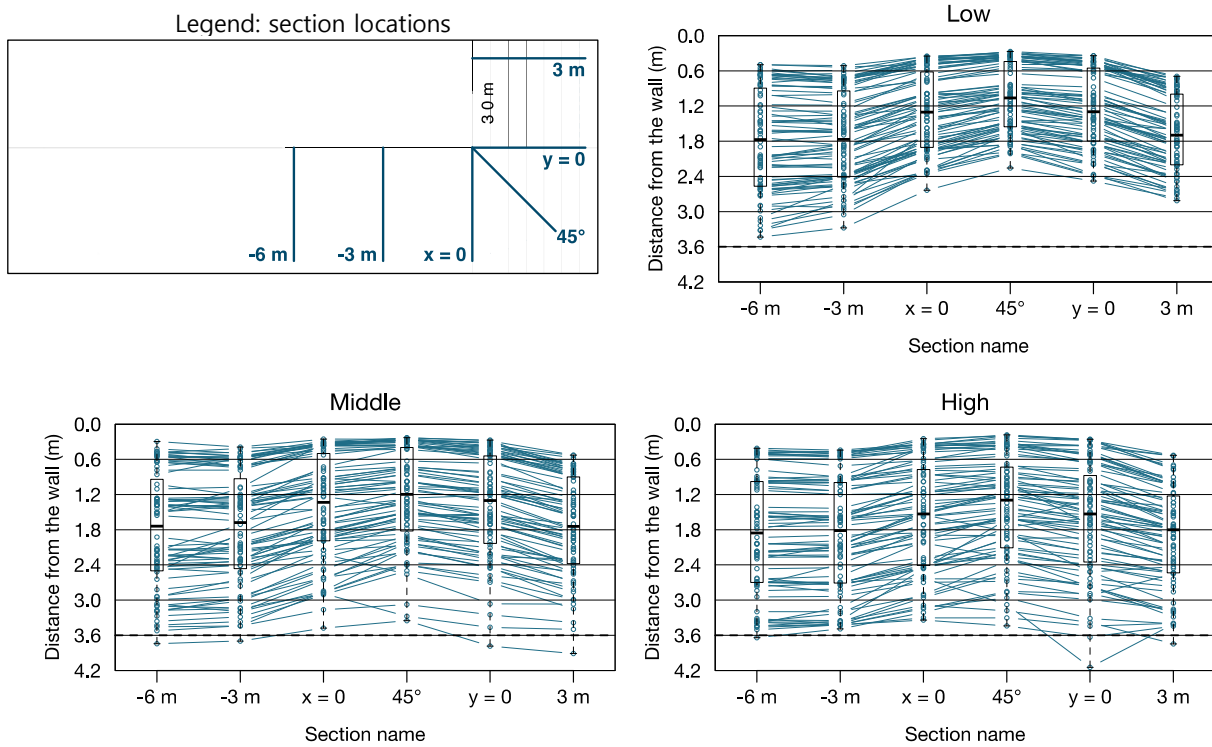 Legend: section locations
3 m
3.0 m
y = 0
45°
-6 m
-3 m
x = 0
Low
Distance from the wall (m)
0.0
0.6
1.2
1.8
2.4
3.0
3.6
4.2
-6 m -3 m x = 0 45° y = 0 3 m
Section name
Middle
Distance from the wall (m)
0.0
0.6
1.2
1.8
2.4
3.0
3.6
4.2
-6 m -3 m x = 0 45° y = 0 3 m
Section name
High
Distance from the wall (m)
0.0
0.6
1.2
1.8
2.4
3.0
3.6
4.2
-6 m -3 m x = 0 45° y = 0 3 m
Section name